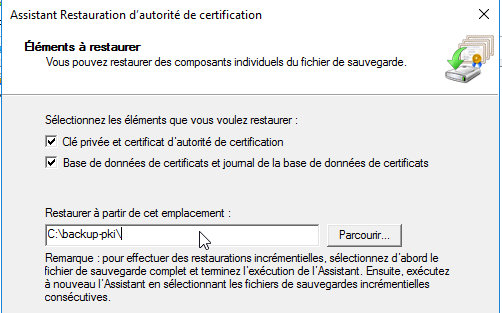 Assistant Restauration d'autorité de certification
Éléments à restaurer
Vous pouvez restaurer des composants individuels du fichier de sauvegarde.
Sélectionnez les éléments que vous voulez restaurer :
Clé privée et certificat d'autorité de certification
Base de données de certificats et journal de la base de données de certificats
Restaurer à partir de cet emplacement :
C:\backup-pki\
Parcourir...
Remarque : pour effectuer des restaurations incrémentielles, sélectionnez d'abord le
fichier de sauvegarde complet et terminez l'exécution de l'Assistant. Ensuite, exécutez
à nouveau l'Assistant en sélectionnant les fichiers de sauvegardes incrémentielles
consécutives.